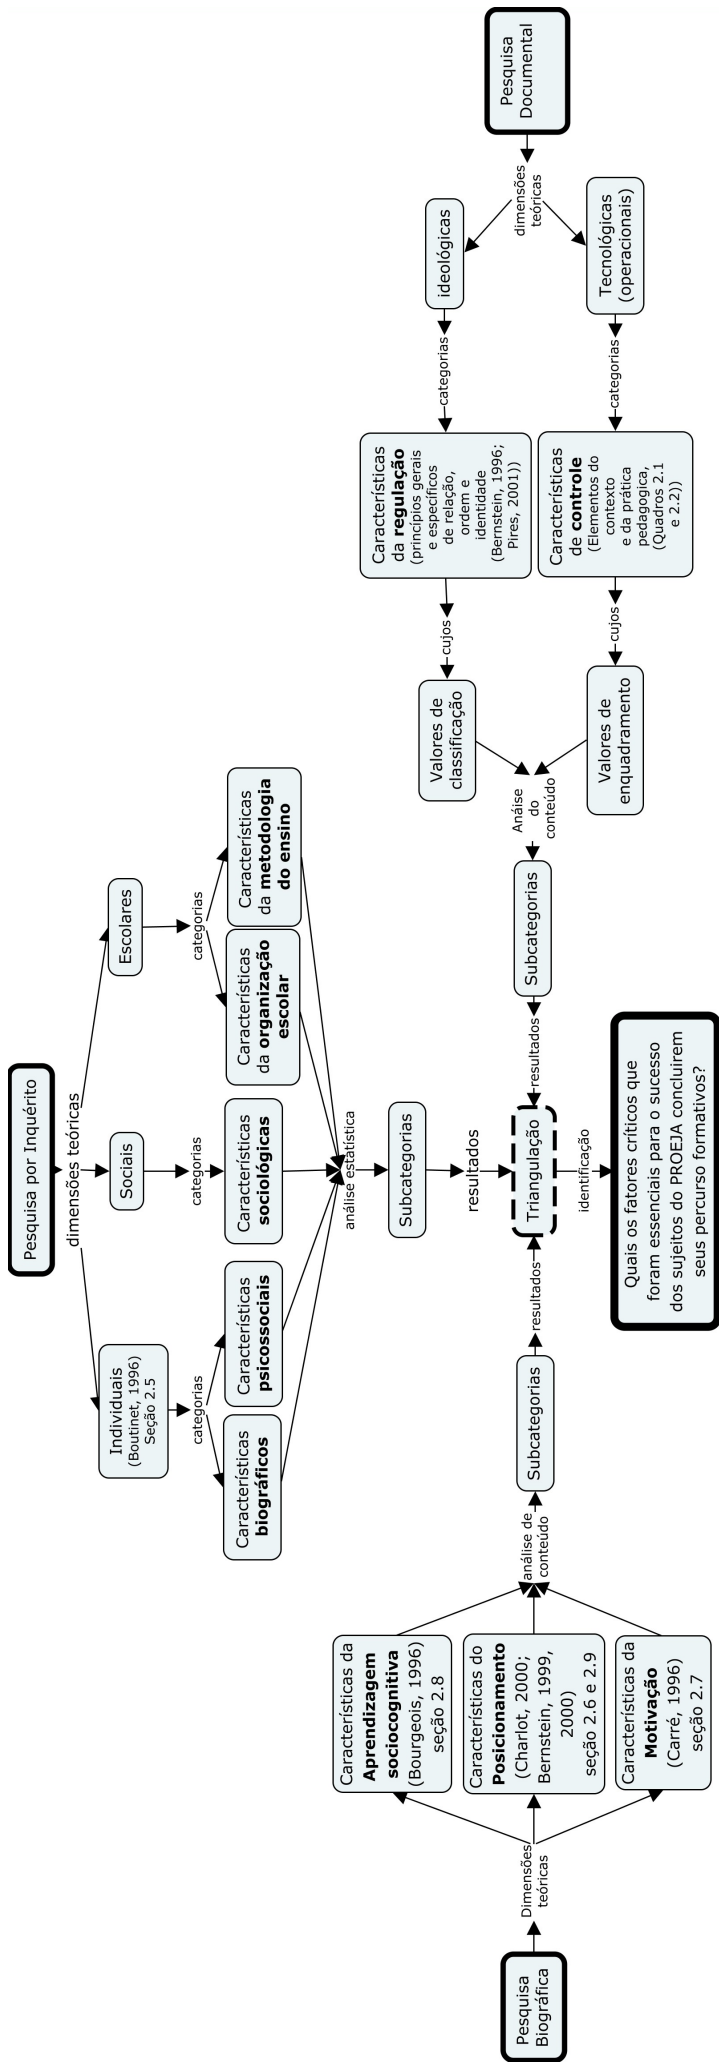 Pesquisa por Inquérito
dimensões teóricas
Individuais
(Boutinet, 1996)
Seção 2.5
Sociais
Escolares
categorias
categorias
categorias
Características
biográficos
Características
psicossociais
Características
sociológicas
Características
da organização
escolar
Características
da metodologia
do ensino
análise estatística
Subcategorias
resultados
Pesquisa
Biográfica
Dimensões
teóricas
Características da
Aprendizagem
sociocognitiva
(Bourgeois, 1996)
seção 2.8
Características do
Posicionamento
(Charlot, 2000;
Bernstein, 1999,
2000)
seção 2.6 e 2.9
Características da
Motivação
(Carré, 1996)
seção 2.7
análise de
conteúdo
Subcategorias
resultados
Triangulação
resultados
Subcategorias
Anáise
do
conteúdo
Valores de
classificação
cujos
Características
da regulação
(princípios gerais
e específicos
de relação,
ordem e
identidade
(Bernstein, 1996;
Pires, 2001))
categorias
ideológicas
Valores de
enquadramento
cujos
Características
de controle
(Elementos do
contexto
e da prática
pedagogica,
(Quadros 2.1
e 2.2))
categorias
Tecnológicas
(operacionais)
dimensões
teóricas
Pesquisa
Documental
identificação
Quais os fatores críticos que
foram essenciais para o sucesso
dos sujeitos do PROEJA concluirem
seus percurso formativos?